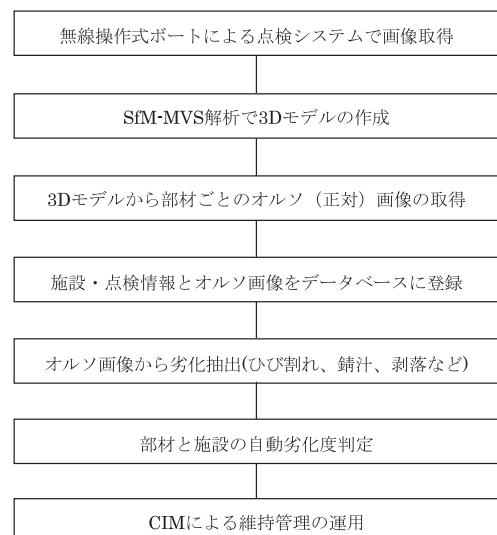 無線操作式ボートによる点検システムで画像取得
SfM-MVS解析で3Dモデルの作成
3Dモデルから部材ごとのオルソ（正対）画像の取得
施設・点検情報とオルソ画像をデータベースに登録
オルソ画像から劣化抽出(ひび割れ、錆汁、剥落など)
部材と施設の自動劣化度判定
CIMによる維持管理の運用